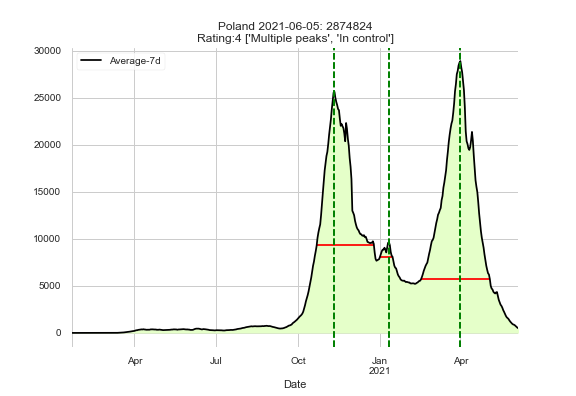 Poland 2021-06-05: 2874824
Rating:4 ['Multiple peaks', 'In control']
30000
Average-7d
25000
20000
15000
10000
5000
0
Apr Jul Oct Jan Apr
2021
Date